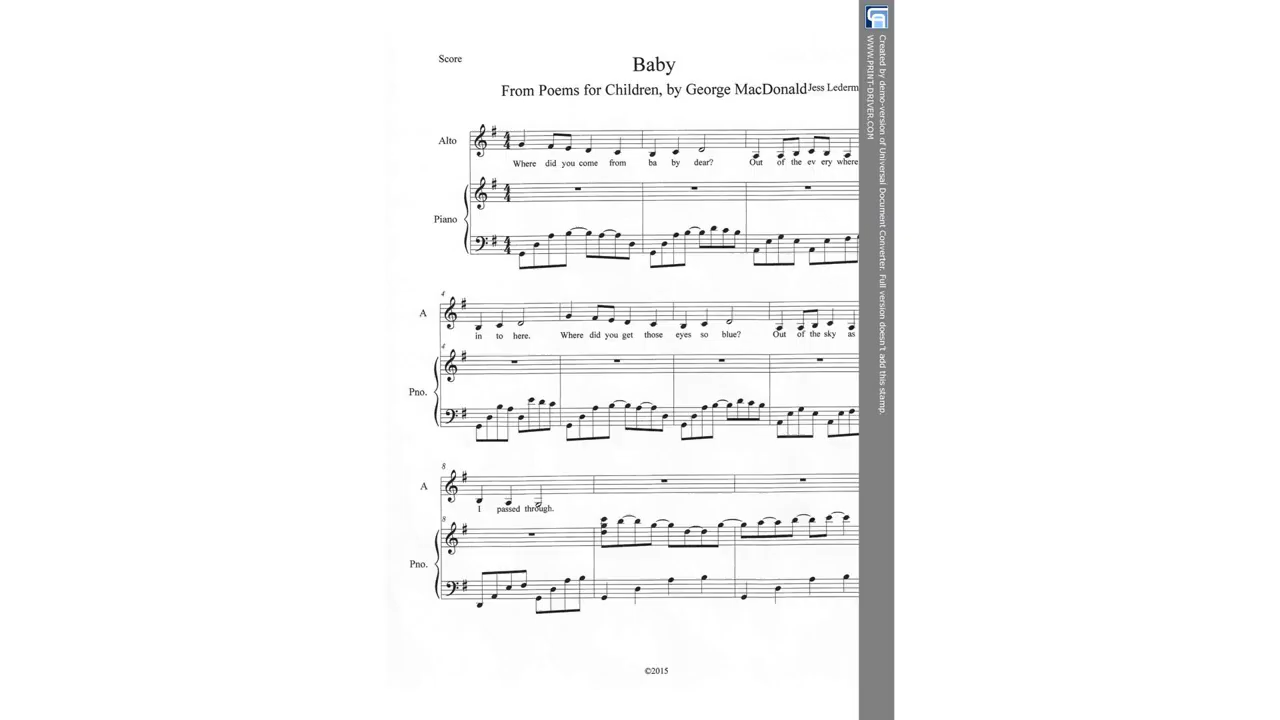 Score
Baby
From Poems for Children, by George MacDonald
Jess Lederm
Alto
Where did you come from ba by dear? Out of the ev ery where
Piano
4
A
in to here. Where did you get those eyes so blue? Out of the sky as
4
Pno.
8
A
I passed through.
8
Pno.
©2015
Created by demo-version of Universal Document Converter. Full version doesn't add this stamp.
WWW.PRINT-DRIVER.COM